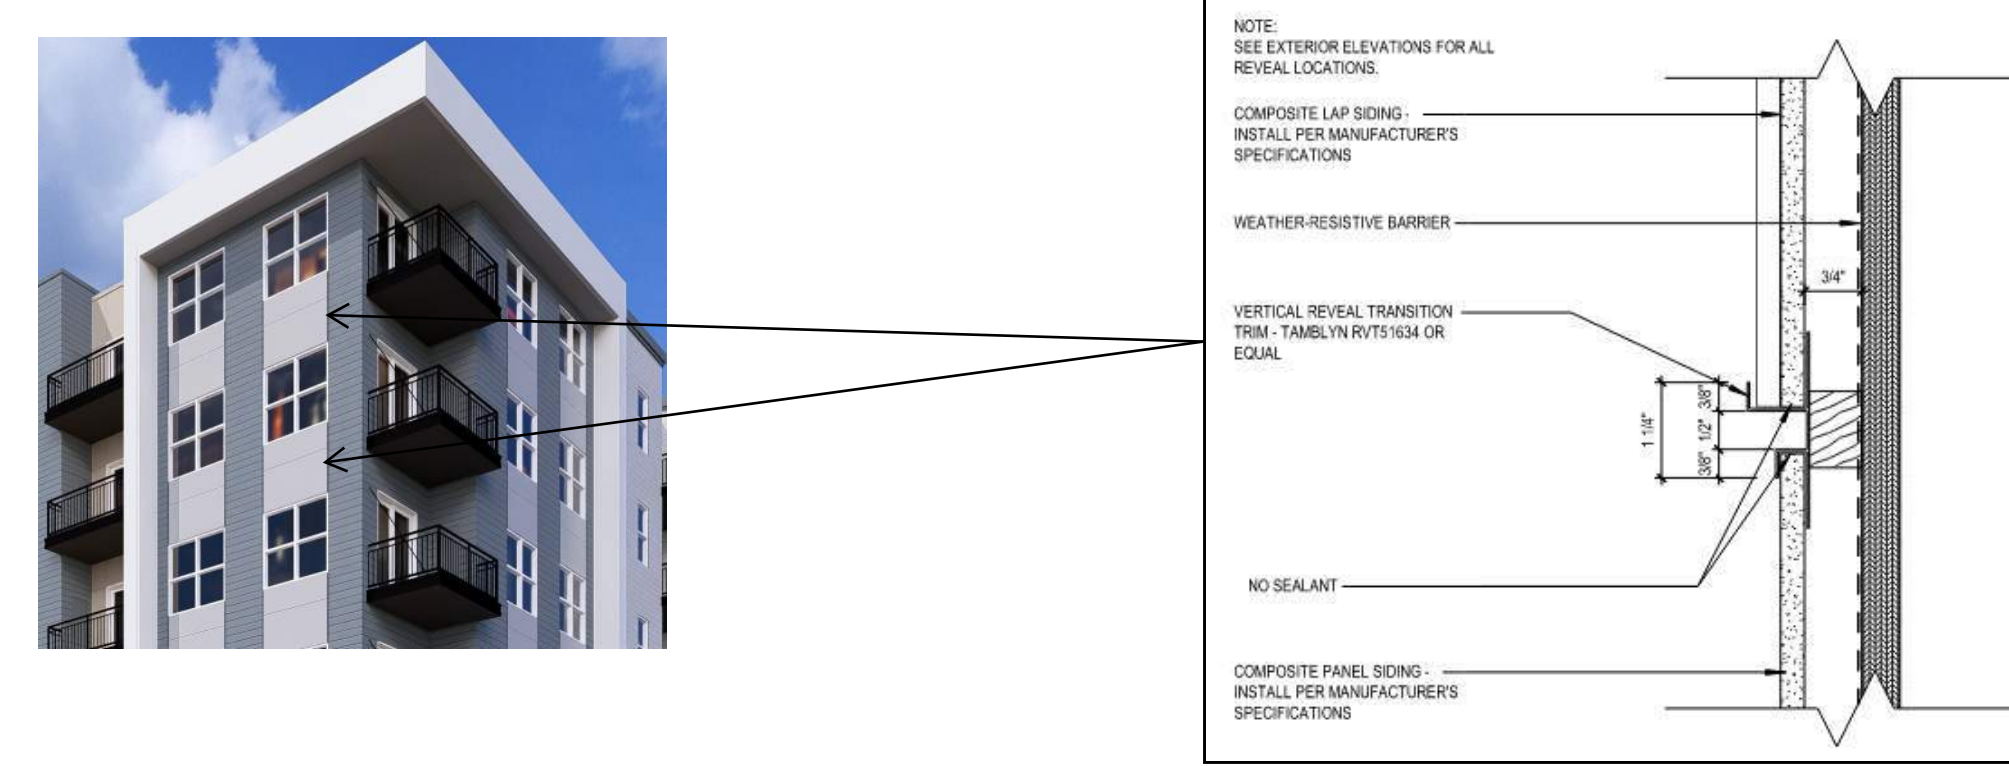 NOTE:
SEE EXTERIOR ELEVATIONS FOR ALL
REVEAL LOCATIONS.
COMPOSITE LAP SIDING -
INSTALL PER MANUFACTURER'S
SPECIFICATIONS
WEATHER-RESISTIVE BARRIER
3/4"
VERTICAL REVEAL TRANSITION
TRIM - TAMBLYN RVT51634 OR
EQUAL
1 1/4"
3/8"
1/2"
3/8"
NO SEALANT
COMPOSITE PANEL SIDING -
INSTALL PER MANUFACTURER'S
SPECIFICATIONS